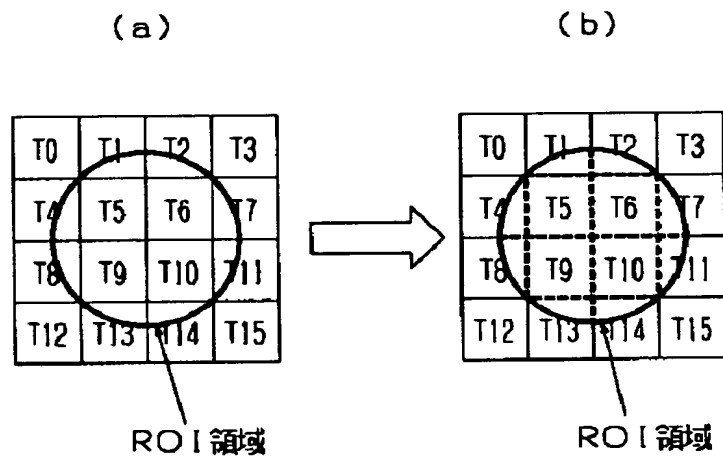 (a)
(b)
T0 T1 T2 T3
T4 T5 T6 T7
T8 T9 T10 T11
T12 T13 T14 T15
ROI領域
T0 T1 T2 T3
T4 T5 T6 T7
T8 T9 T10 T11
T12 T13 T14 T15
ROI領域